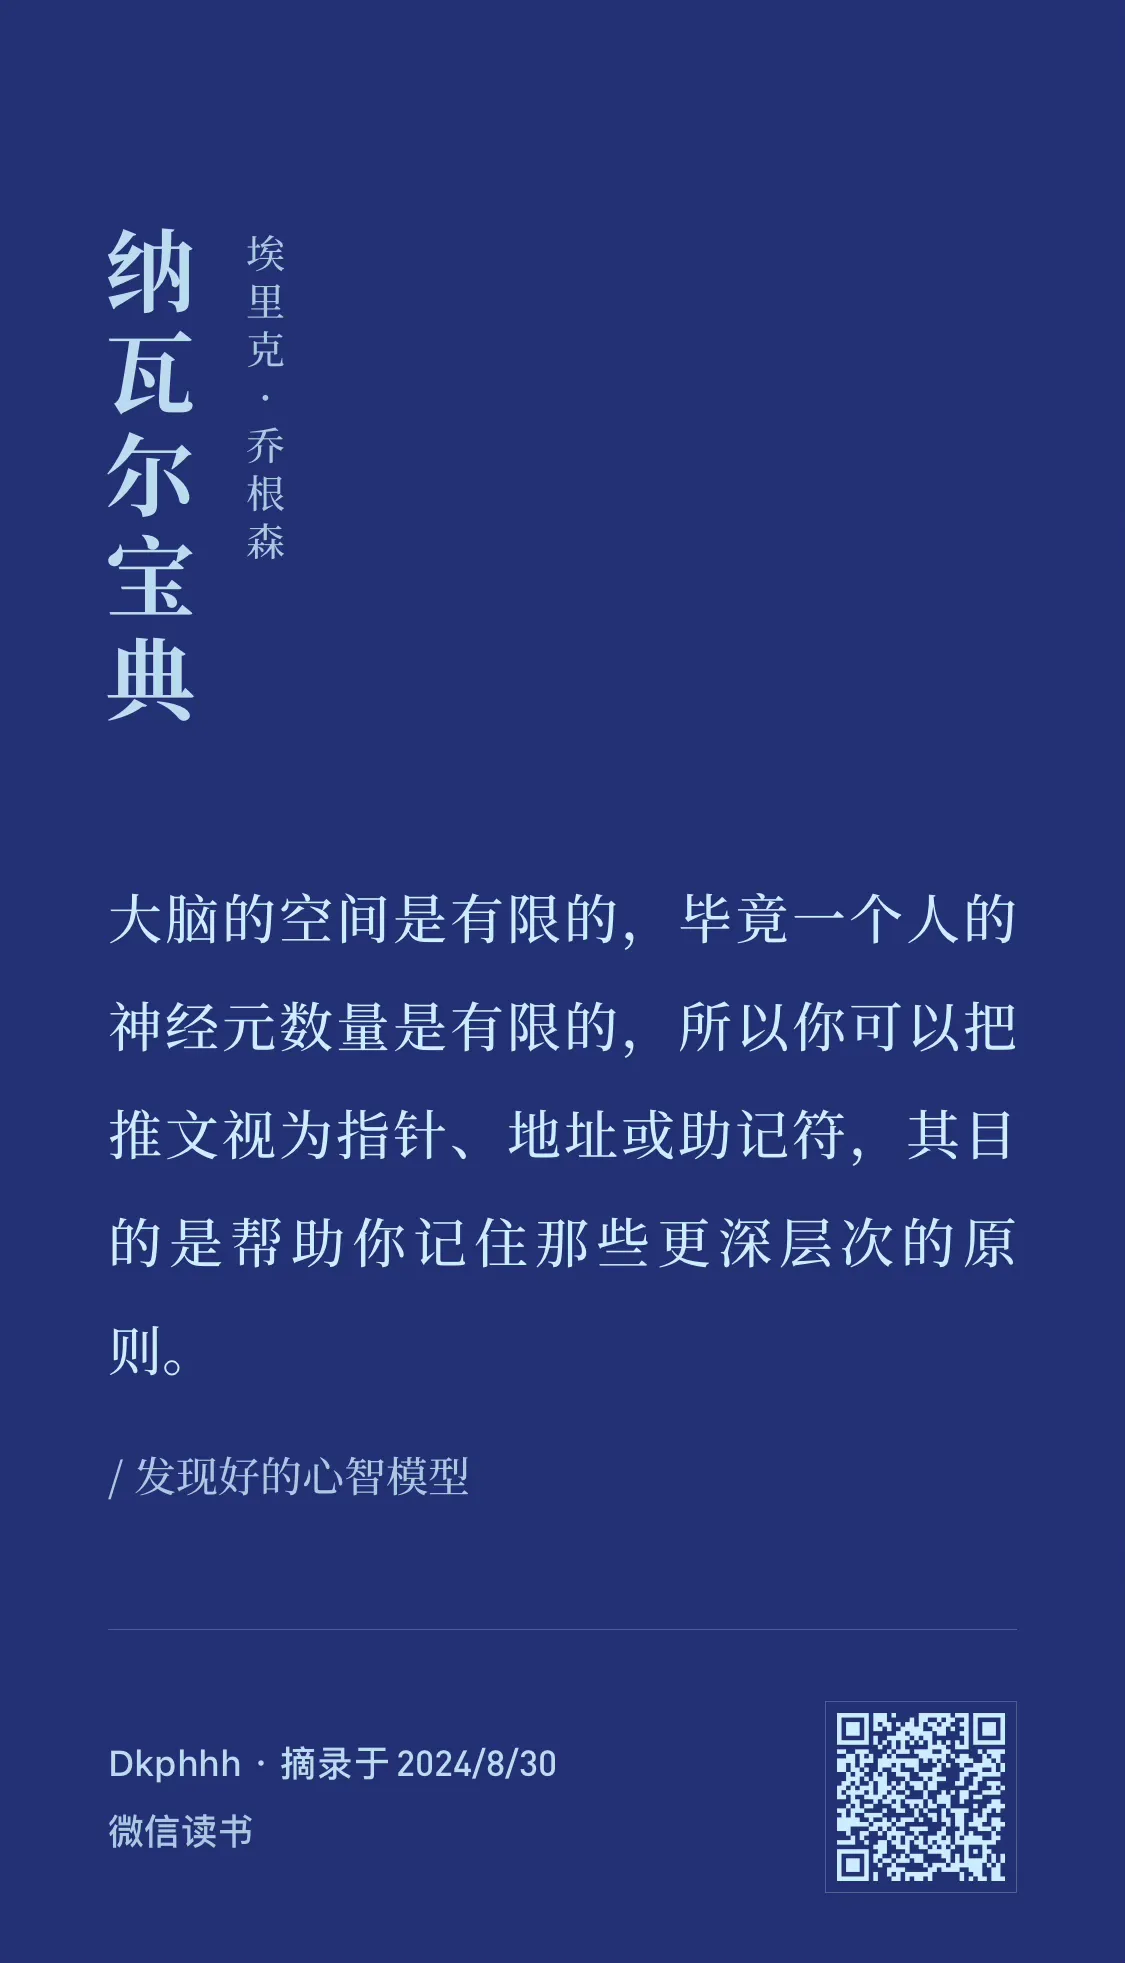 纳瓦尔宝典
埃里克·乔根森
大脑的空间是有限的，毕竟一个人的
神经元数量是有限的，所以你可以把
推文视为指针、地址或助记符，其目
的是帮助你记住那些更深层次的原
则。
/ 发现好的心智模型
Dkphhh · 摘录于 2024/8/30
微信读书